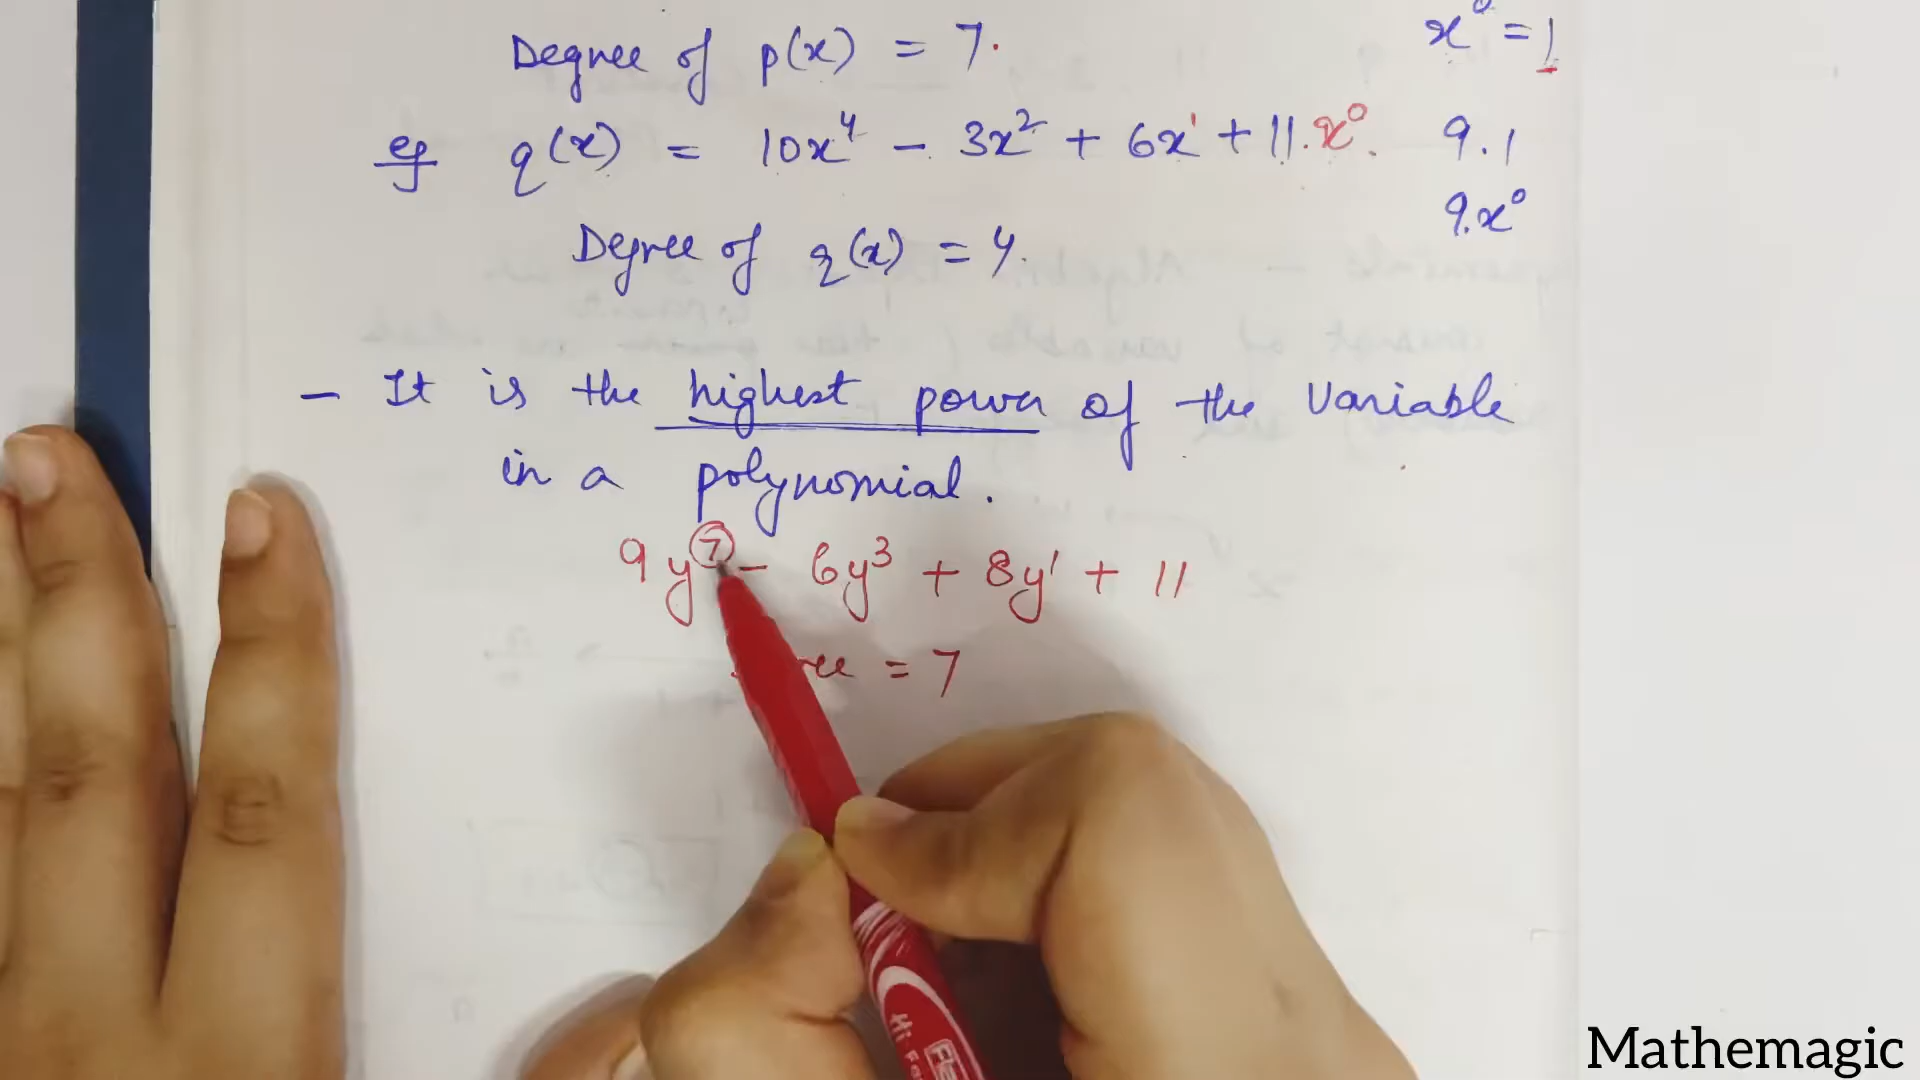 Degree of p(x) = 7.
x⁰ = 1
eg q(x) = 10x⁴ - 3x² + 6x¹ + 11.x⁰.
9.1
9.x⁰
Degree of q(x) = 4.
- It is the highest power of the variable
in a polynomial.
9y⁷ - 6y³ + 8y¹ + 11
= 7
Mathemagic